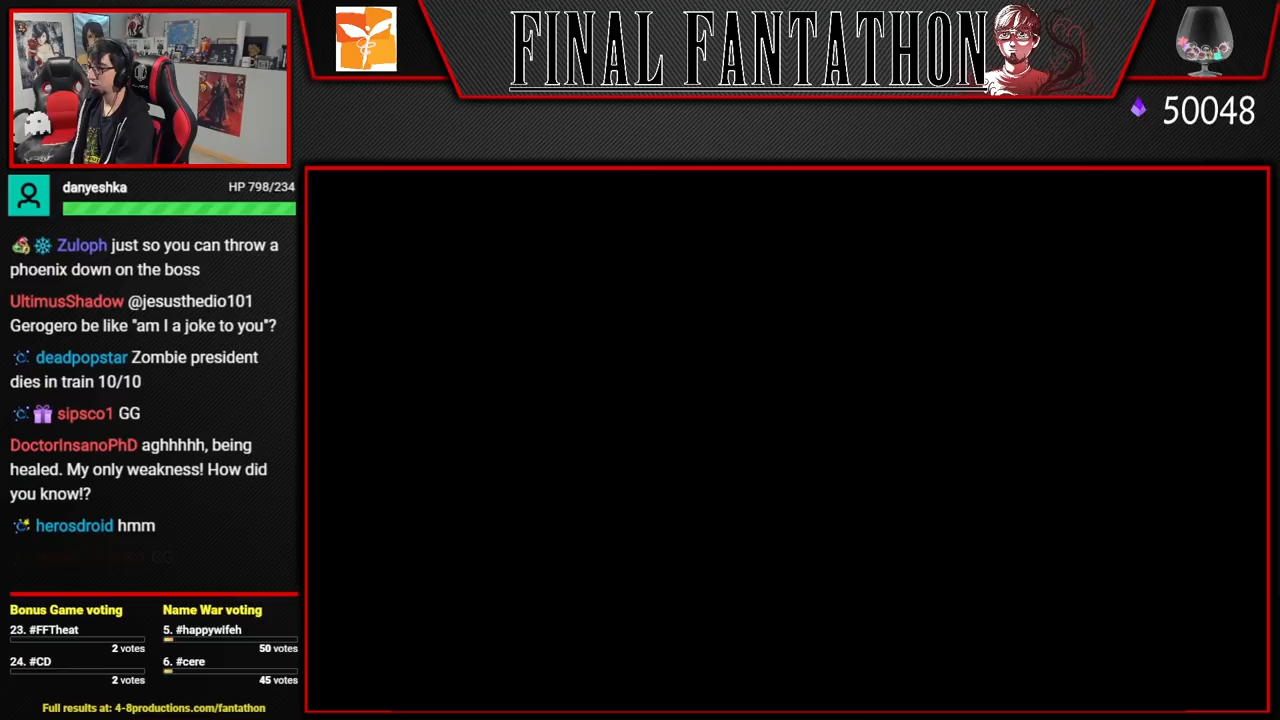 FINAL FANTATHON
50048
danyeshka HP 798/234
Zuloph just so you can throw a
phoenix down on the boss
UltimusShadow @jesusthedio101
Gerogero be like "am I a joke to you"?
deadpopstar Zombie president
dies in train 10/10
sipsco1 GG
DoctorInsanoPhD aghhhhh, being
healed. My only weakness! How did
you know!?
herosdroid hmm
GG
Bonus Game voting
23. #FFTheat
2 votes
24. #CD
2 votes
Name War voting
5. #happywifeh
50 votes
6. #cere
45 votes
Full results at: 4-8productions.com/fantathon